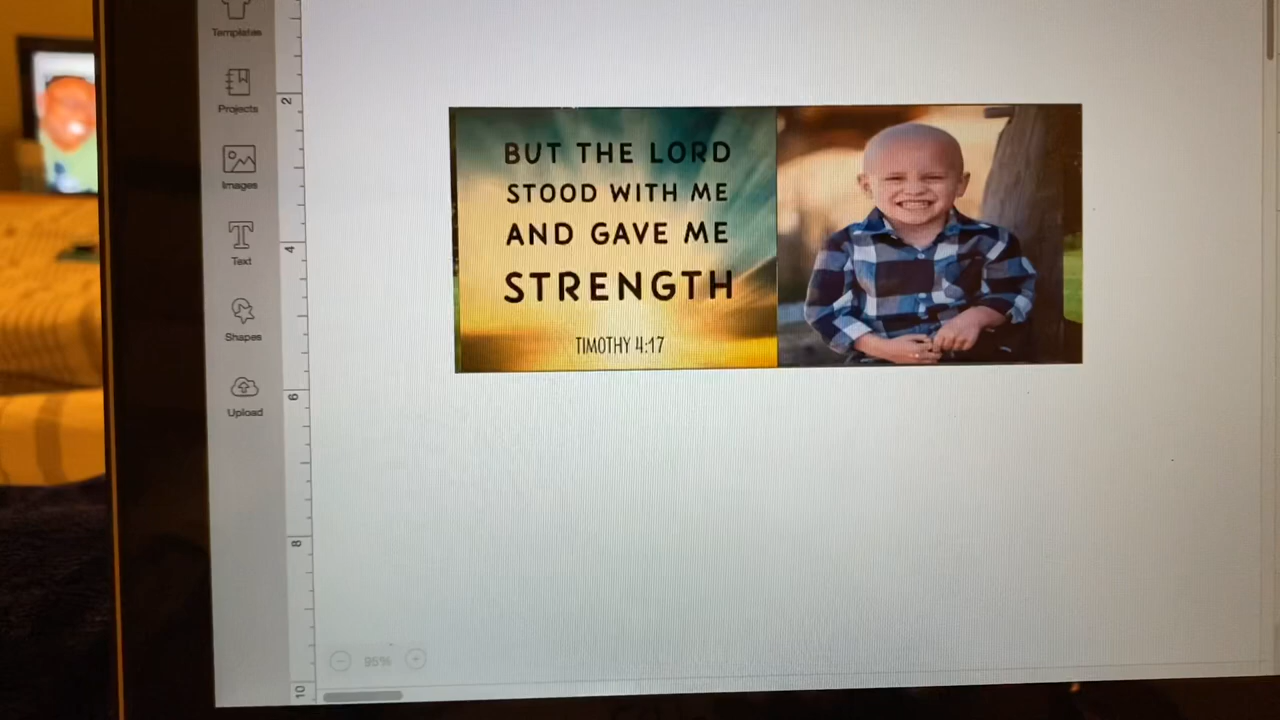 Templates
Projects
Images
Text
Shapes
Upload
2
4
6
8
10
BUT THE LORD
STOOD WITH ME
AND GAVE ME
STRENGTH
TIMOTHY 4:17
95%